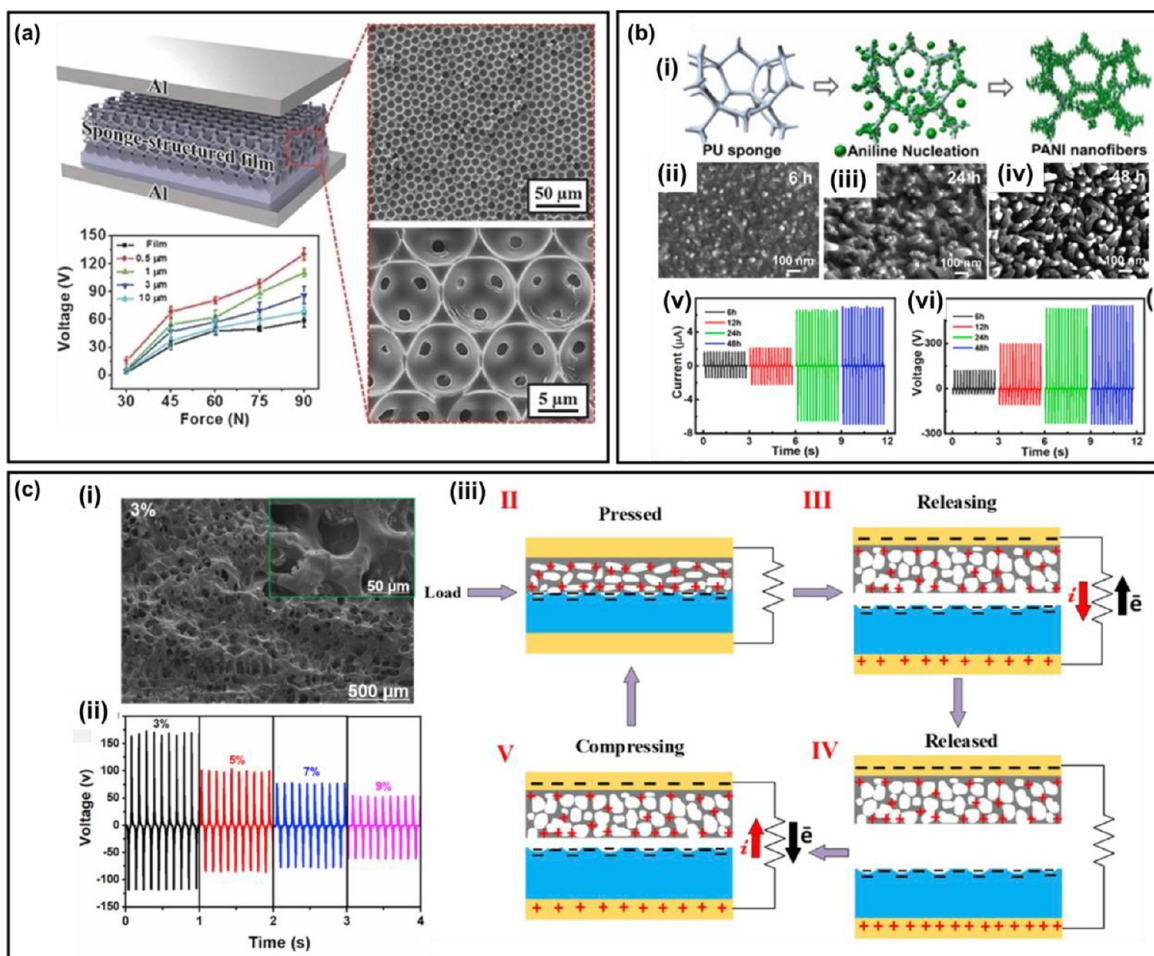 (a)
Al
Sponge-structured film
Al
50 µm
5 µm
Voltage (V)
150
120
90
60
30
0
Film
0.5 µm
1 µm
3 µm
10 µm
30 45 60 75 90
Force (N)
(b)
(i)
PU sponge
Aniline Nucleation
PANI nanofibers
(ii)
6 h
100 nm
(iii)
24 h
100 nm
(iv)
48 h
100 nm
(v)
Current (µA)
4
0
-4
-8
6h
12h
24h
48h
0 3 6 9 12
Time (s)
(vi)
Voltage (V)
300
0
-300
6h
12h
24h
48h
0 3 6 9 12
Time (s)
(
(c)
(i)
3%
50 µm
500 µm
(ii)
Voltage (v)
200
150
100
50
0
-50
-100
-150
3%
5%
7%
9%
0 1 2 3 4
Time (s)
(iii)
Load
II
Pressed
III
Releasing
i
ē
V
Compressing
i
ē
IV
Released